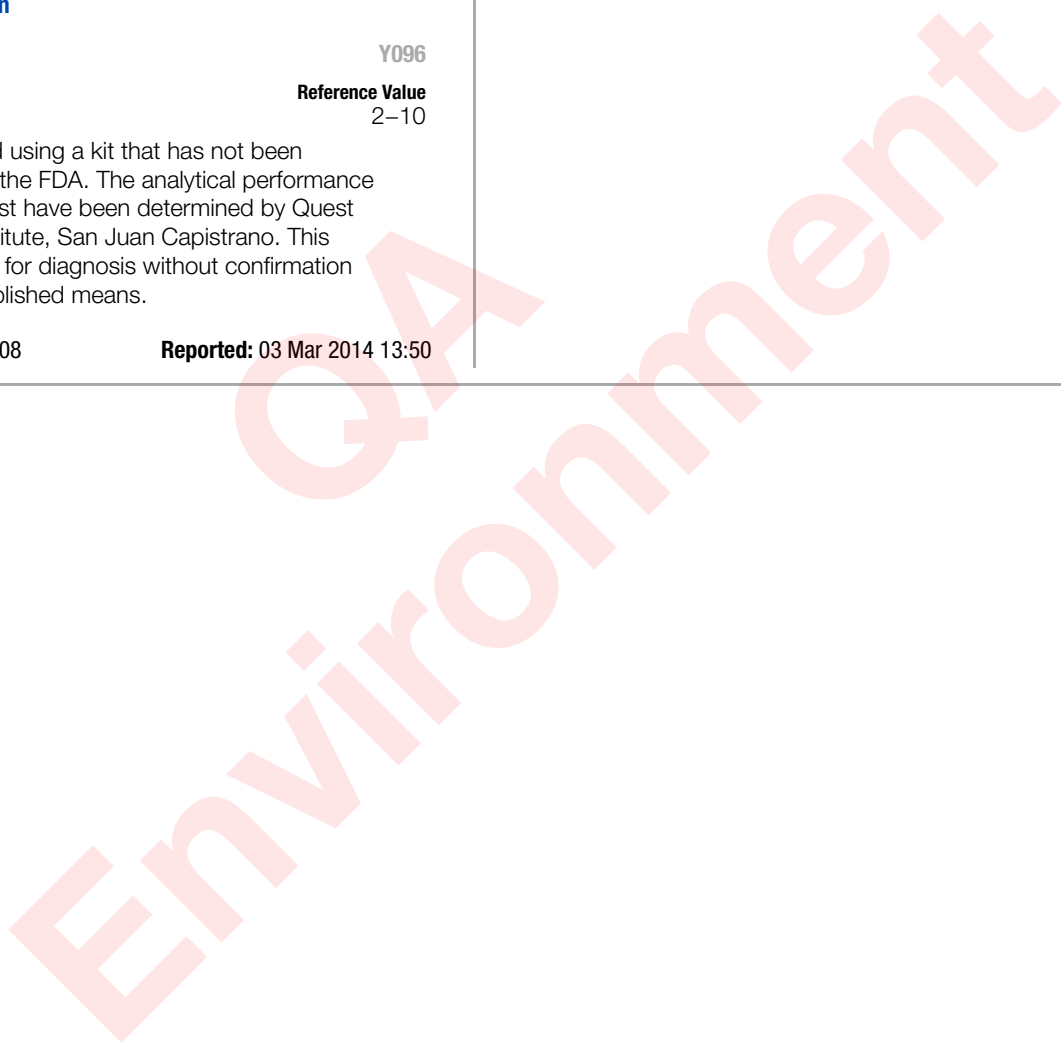 n
Y096
Reference Value
2–10
d using a kit that has not been
the FDA. The analytical performance
st have been determined by Quest
itute, San Juan Capistrano. This
for diagnosis without confirmation
olished means.
08 Reported: 03 Mar 2014 13:50
QA
Environment